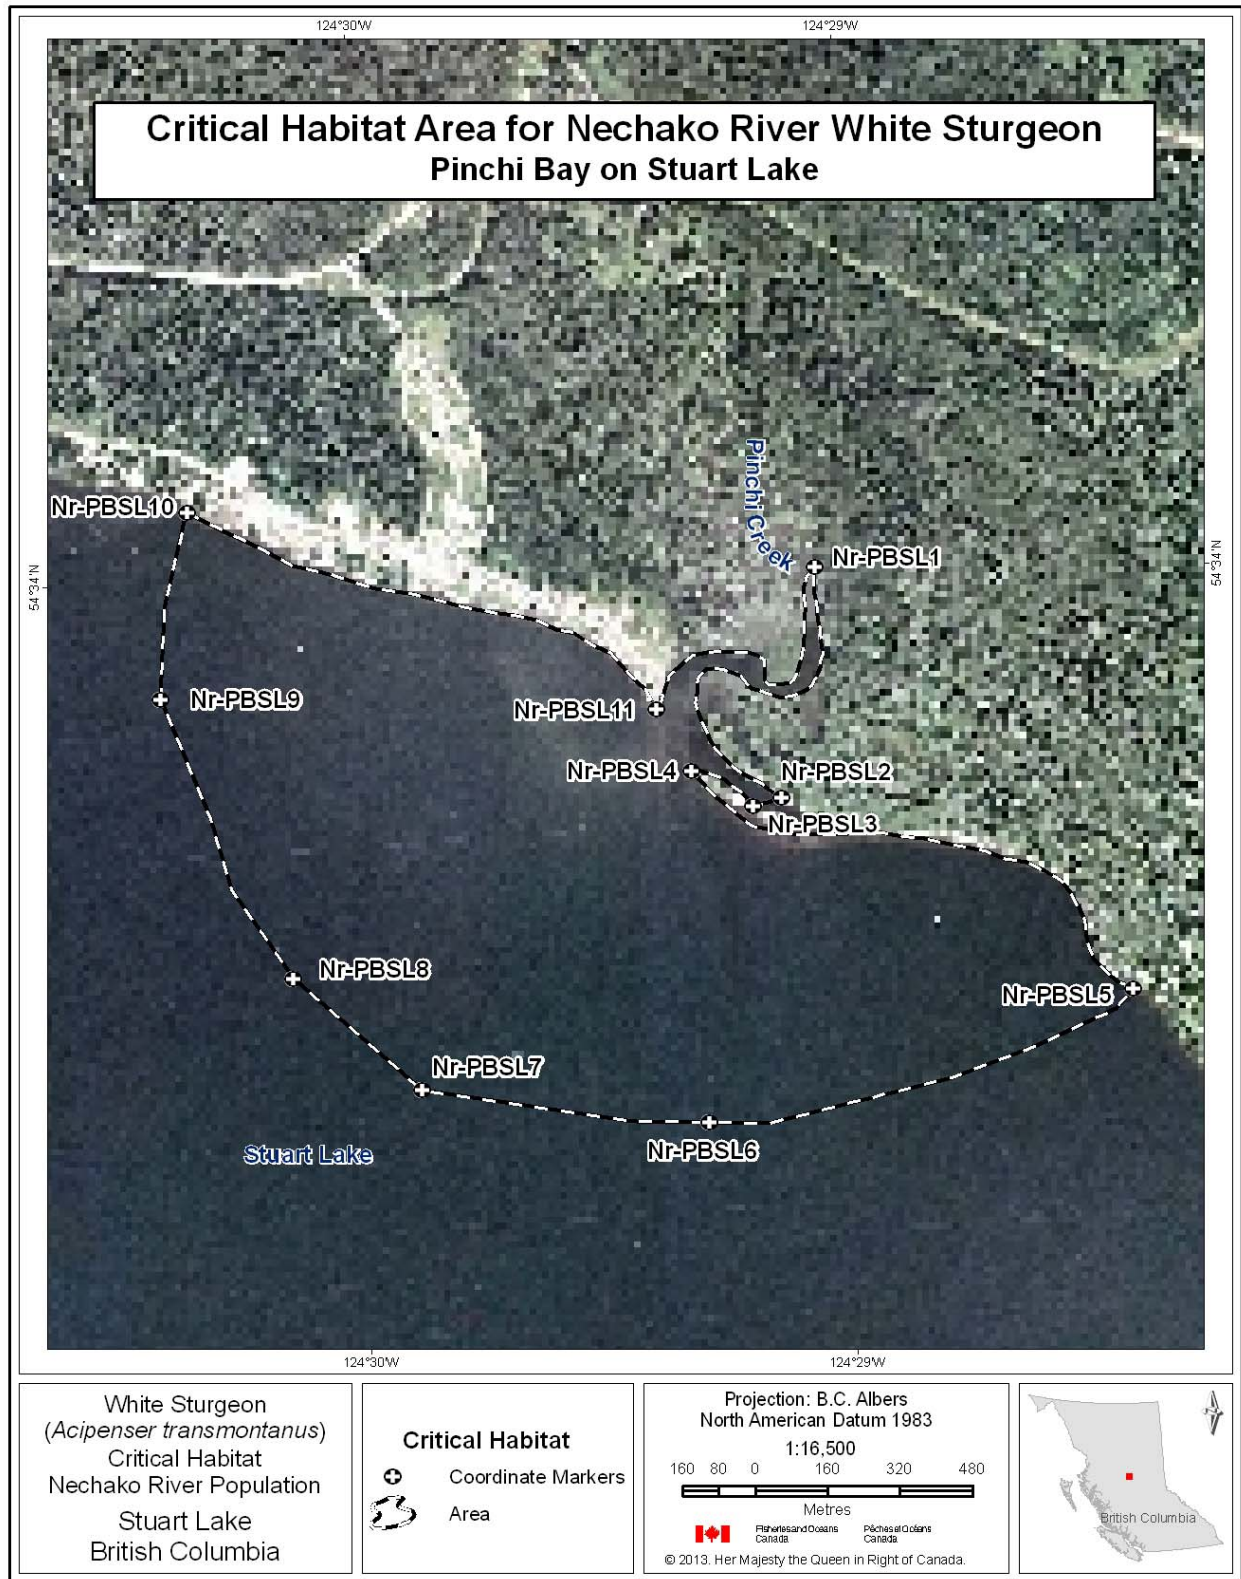 124°30'W
124°29'W
Critical Habitat Area for Nechako River White Sturgeon
Pinchi Bay on Stuart Lake
Pinchi Creek
Nr-PBSL10
Nr-PBSL1
54°34'N
54°34'N
Nr-PBSL9
Nr-PBSL11
Nr-PBSL4
Nr-PBSL2
Nr-PBSL3
Nr-PBSL8
Nr-PBSL5
Nr-PBSL7
Nr-PBSL6
Stuart Lake
124°30'W
124°29'W
White Sturgeon
(Acipenser transmontanus)
Critical Habitat
Nechako River Population
Stuart Lake
British Columbia
Critical Habitat
Coordinate Markers
Area
Projection: B.C. Albers
North American Datum 1983
1:16,500
160 80 0 160 320 480
Metres
Fisheries and Oceans
Canada
Pêches et Océans
Canada
© 2013. Her Majesty the Queen in Right of Canada.
British Columbia